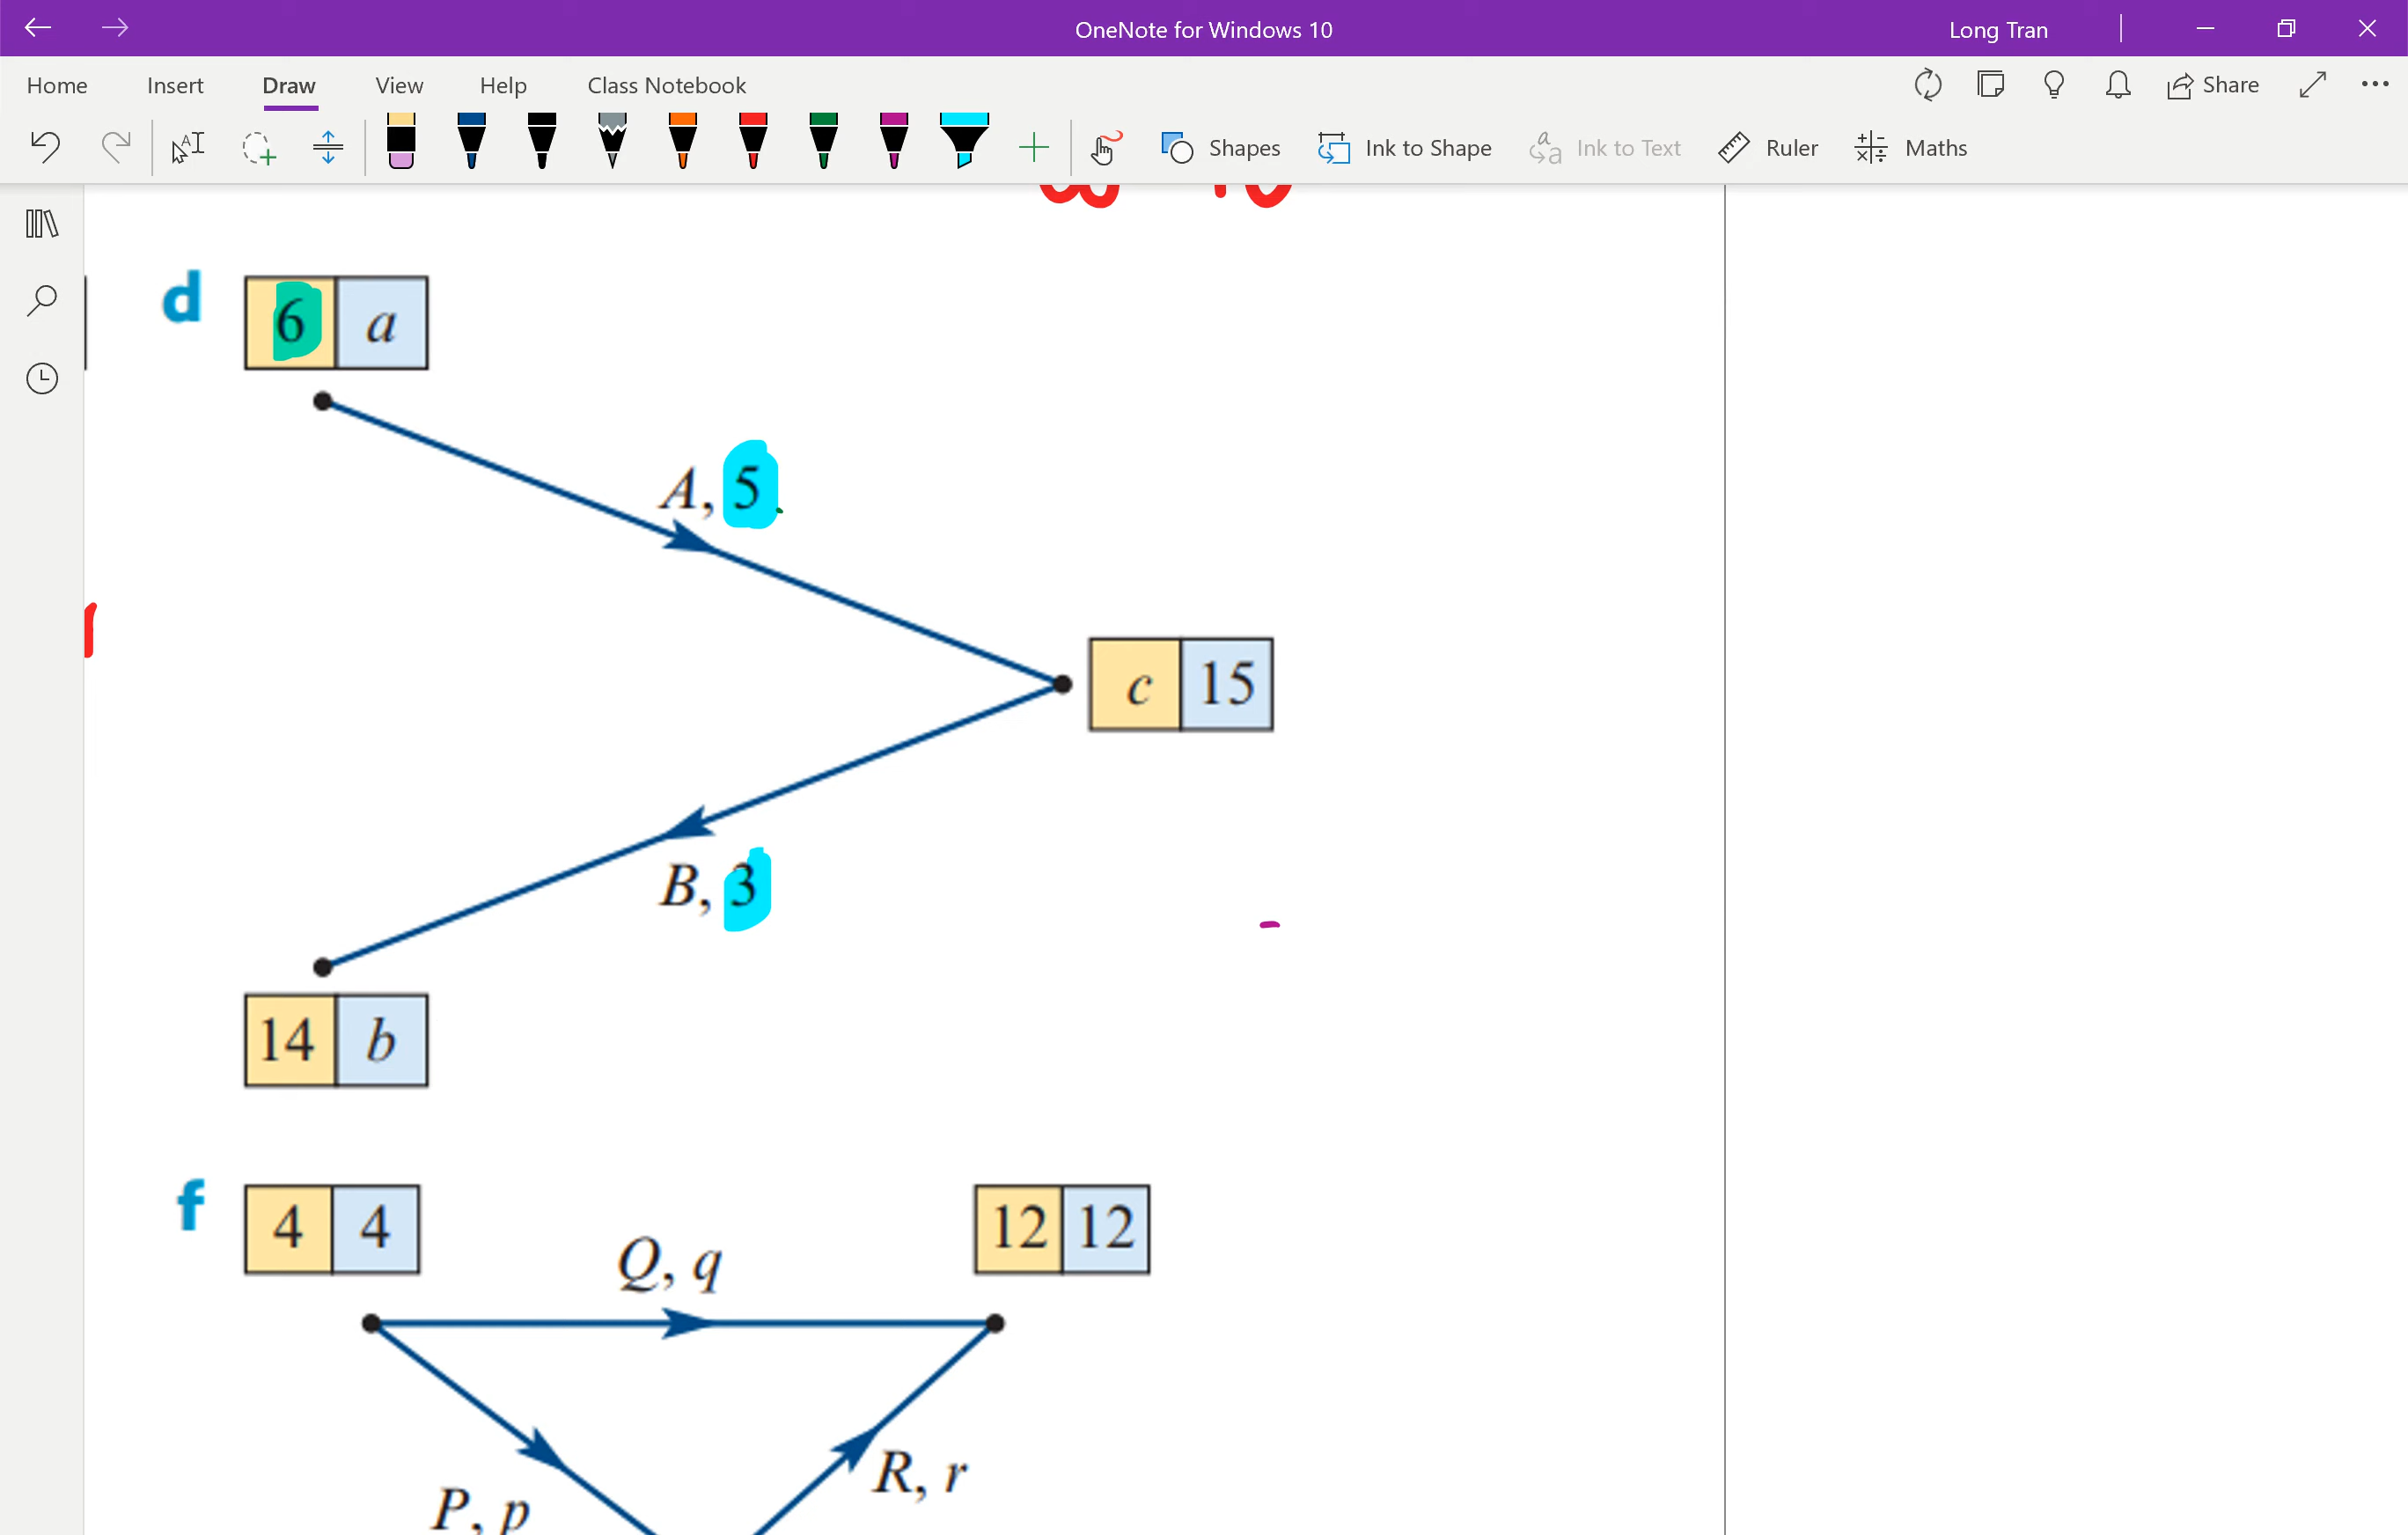 OneNote for Windows 10
Long Tran
Home Insert Draw View Help Class Notebook Share
Shapes Ink to Shape Ink to Text Ruler Maths
d
6 a
A, 5
c 15
B, 3
14 b
f
4 4
12 12
Q, q
R, r
P, p